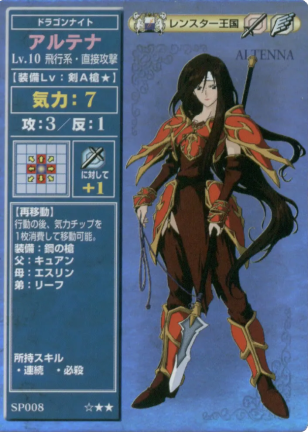 ドラゴンナイト
アルテナ
Lv.10 飛行系・直接攻撃
【装備Lv：剣A槍★】
気力：7
攻：3／反：1
に対して
+1
【再移動】
行動の後、気力チップを
1枚消費して移動可能。
装備：鋼の槍
父：キュアン
母：エスリン
弟：リーフ
所持スキル
・連続 ・必殺
SP008 ☆★★
レンスター王国
ALTENNA